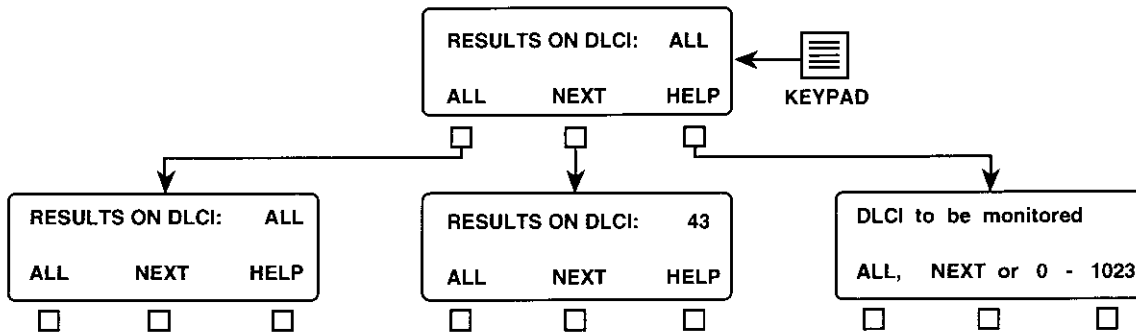 RESULTS ON DLCI: ALL
ALL NEXT HELP
KEYPAD
RESULTS ON DLCI: ALL
ALL NEXT HELP
RESULTS ON DLCI: 43
ALL NEXT HELP
DLCI to be monitored
ALL, NEXT or 0 - 1023